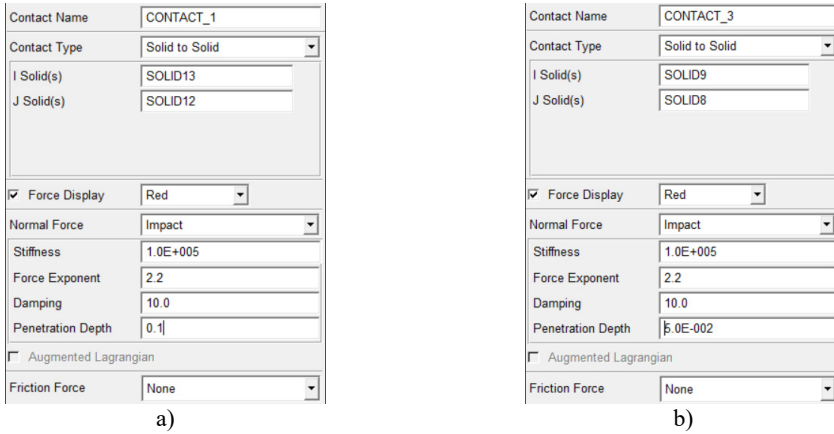 Contact Name CONTACT_1
Contact Type Solid to Solid
I Solid(s) SOLID13
J Solid(s) SOLID12
Force Display Red
Normal Force Impact
Stiffness 1.0E+005
Force Exponent 2.2
Damping 10.0
Penetration Depth 0.1
Augmented Lagrangian
Friction Force None
a)
Contact Name CONTACT_3
Contact Type Solid to Solid
I Solid(s) SOLID9
J Solid(s) SOLID8
Force Display Red
Normal Force Impact
Stiffness 1.0E+005
Force Exponent 2.2
Damping 10.0
Penetration Depth 5.0E-002
Augmented Lagrangian
Friction Force None
b)